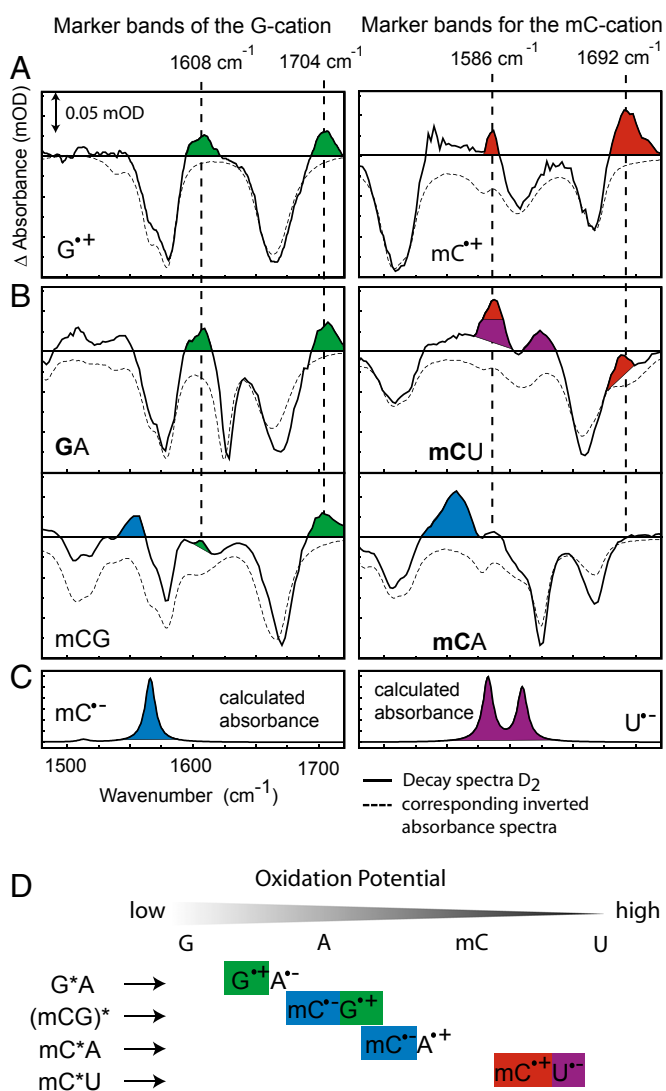 Marker bands of the G-cation
Marker bands for the mC-cation
1608 cm⁻¹ 1704 cm⁻¹
1586 cm⁻¹ 1692 cm⁻¹
A
Δ Absorbance (mOD)
0.05 mOD
G•+
mC•+
B
GA
mCU
mCG
mCA
C
mC•-
calculated
absorbance
calculated
absorbance
U•-
1500 1600 1700
Wavenumber (cm⁻¹)
Decay spectra D₂
corresponding inverted
absorbance spectra
D
Oxidation Potential
low
high
G A mC U
G*A G•+A•-
(mCG)* mC•-G•+
mC*A mC•-A•+
mC*U mC•+U•-